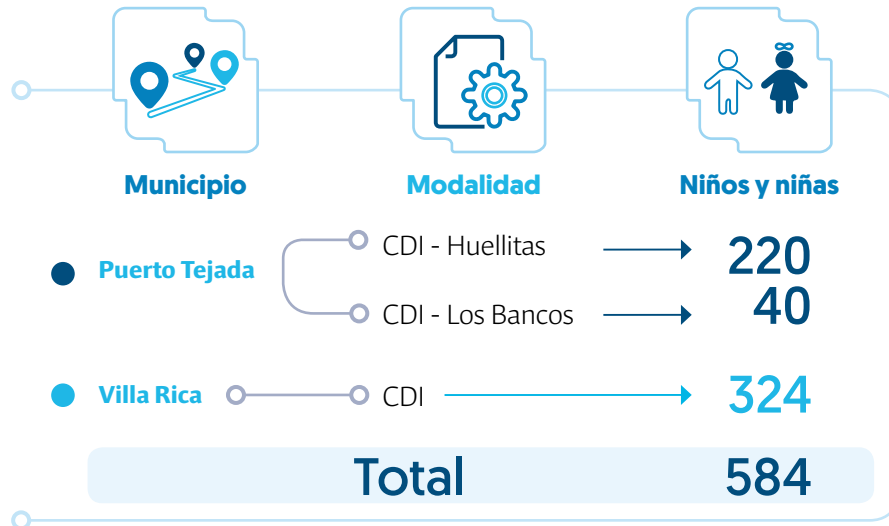 Municipio Modalidad Niños y niñas
Puerto Tejada
CDI - Huellitas 220
CDI - Los Bancos 40
Villa Rica CDI 324
Total 584